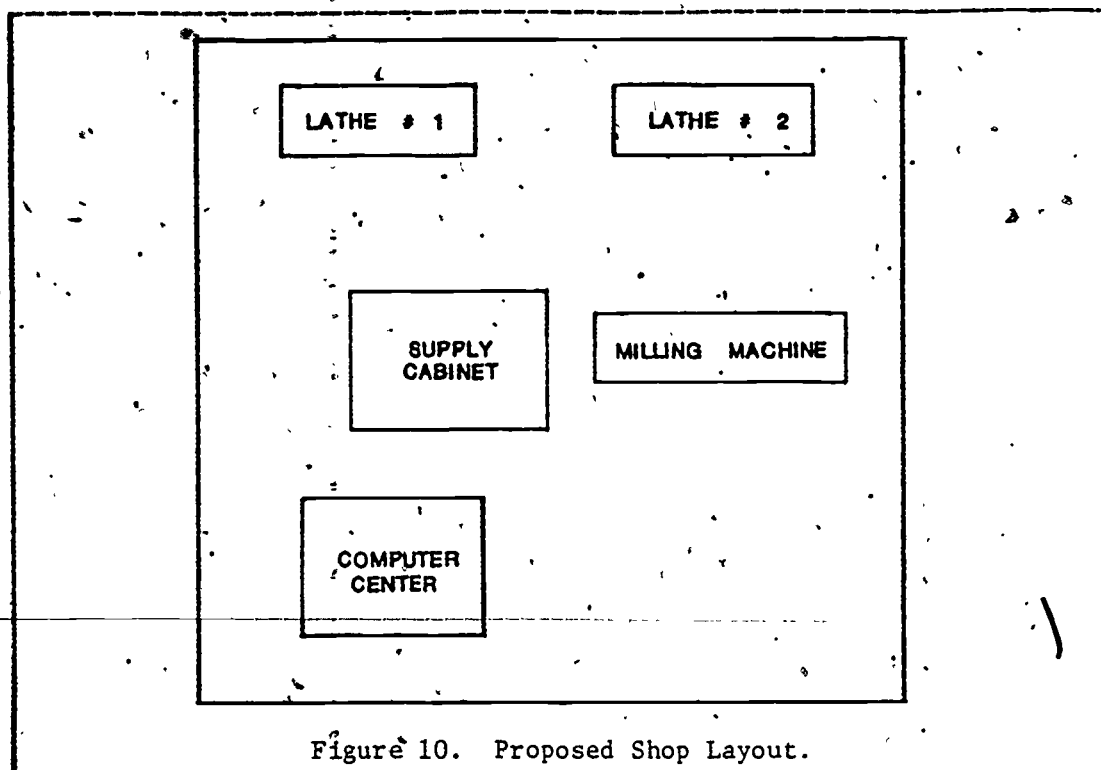 LATHE # 1
LATHE # 2
SUPPLY
CABINET
MILLING MACHINE
COMPUTER
CENTER
Figure 10. Proposed Shop Layout.